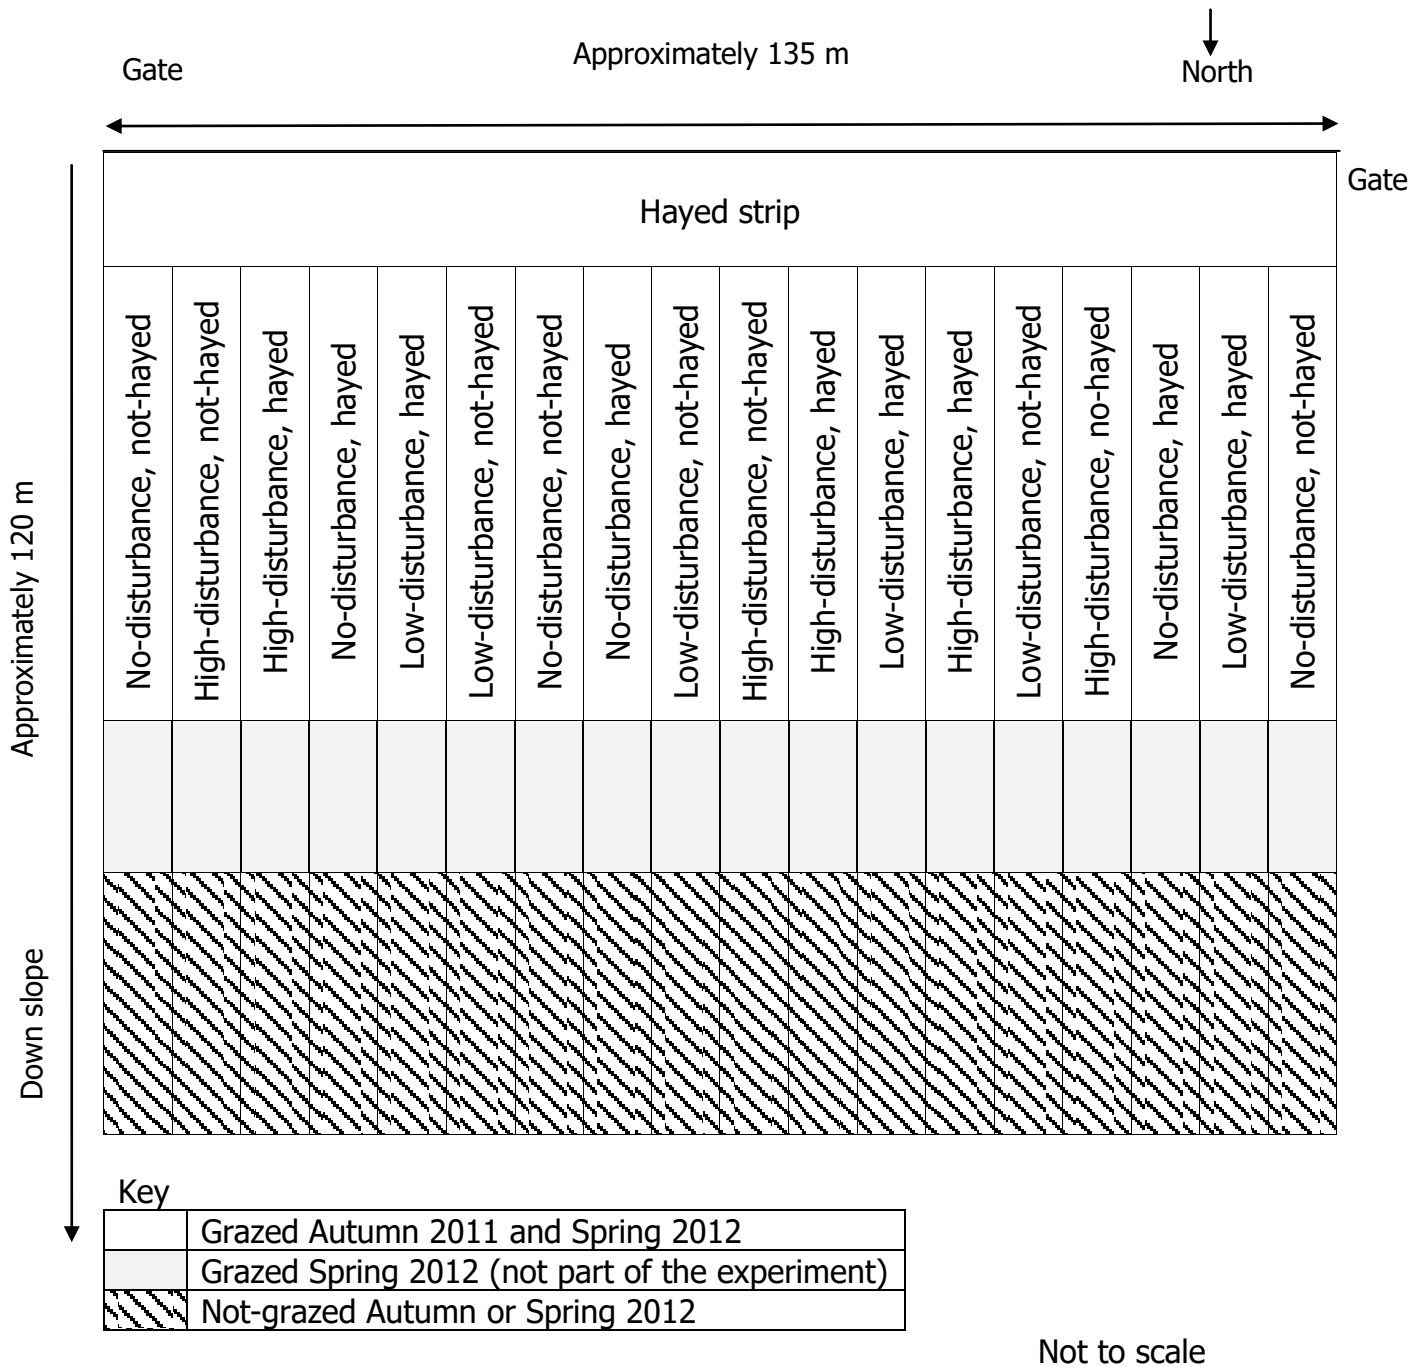 Gate
Approximately 135 m
North
Gate
Hayed strip
No-disturbance, not-hayed
High-disturbance, not-hayed
High-disturbance, hayed
No-disturbance, hayed
Low-disturbance, hayed
Low-disturbance, not-hayed
No-disturbance, not-hayed
No-disturbance, hayed
Low-disturbance, not-hayed
High-disturbance, not-hayed
High-disturbance, hayed
Low-disturbance, hayed
High-disturbance, hayed
Low-disturbance, not-hayed
High-disturbance, no-hayed
No-disturbance, hayed
Low-disturbance, hayed
No-disturbance, not-hayed
Approximately 120 m
Down slope
Key
Grazed Autumn 2011 and Spring 2012
Grazed Spring 2012 (not part of the experiment)
Not-grazed Autumn or Spring 2012
Not to scale